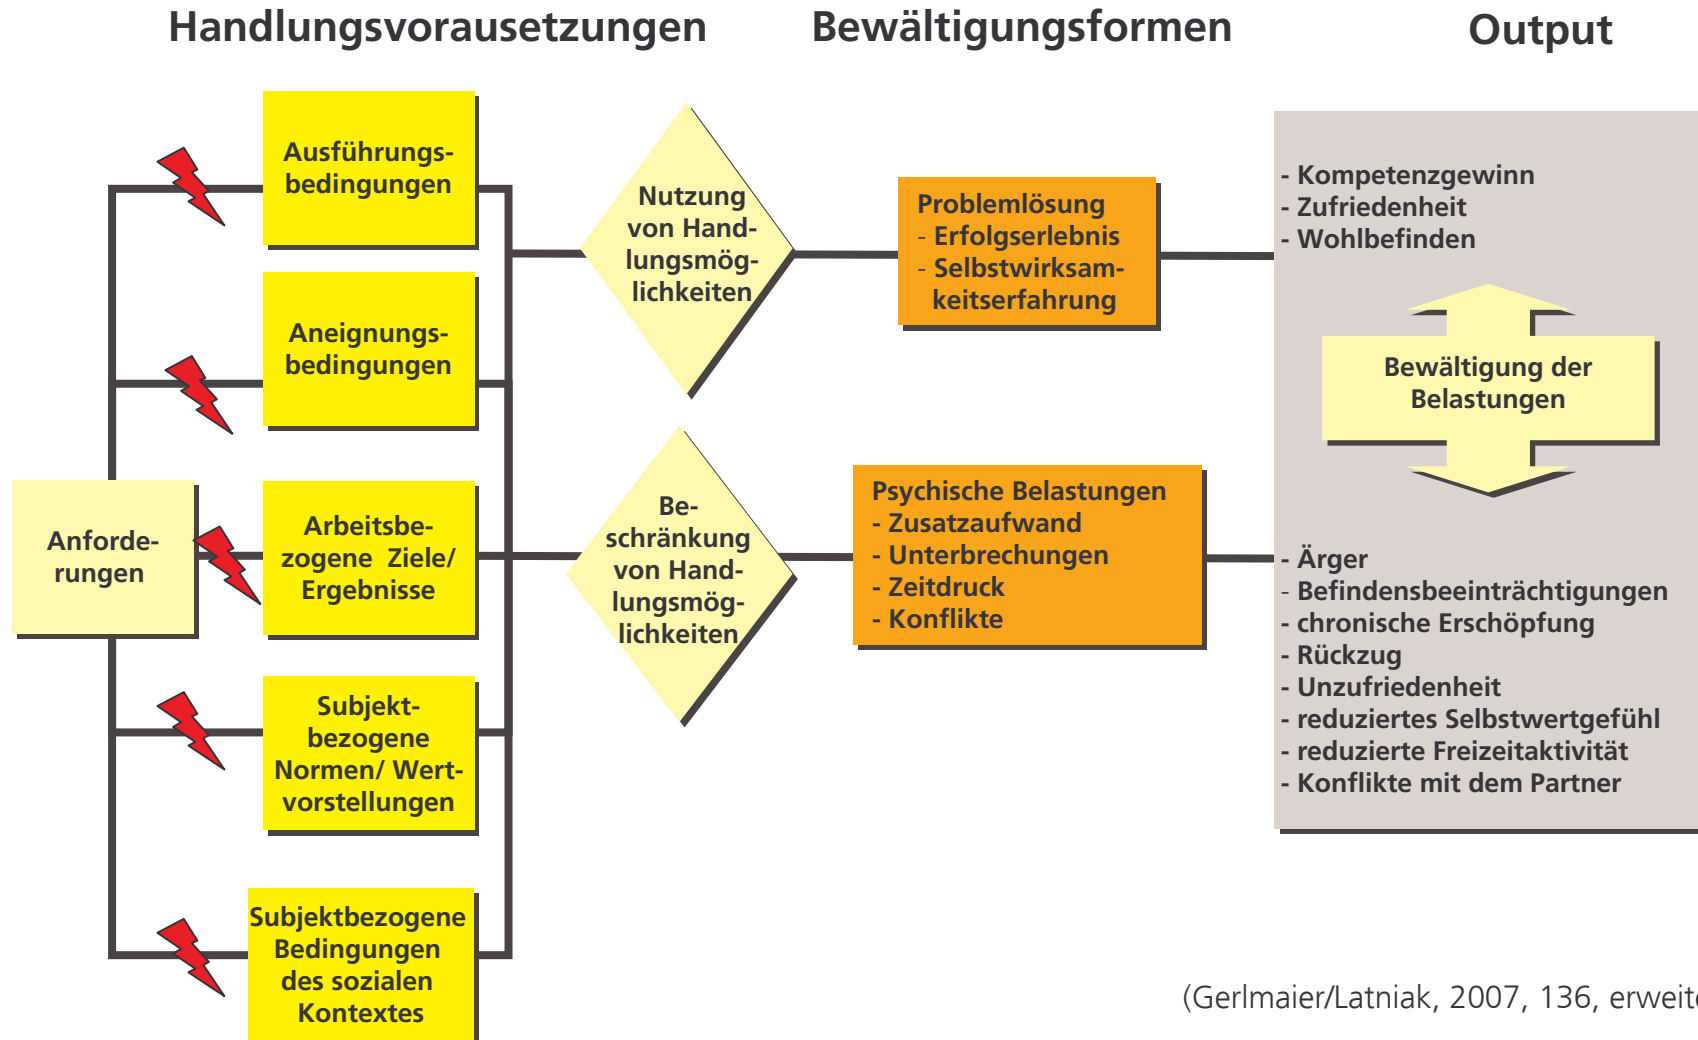 Handlungsvorausetzungen
Bewältigungsformen
Output
Anforde-
rungen
Ausführungs-
bedingungen
Aneignungs-
bedingungen
Arbeitsbe-
zogene Ziele/
Ergebnisse
Subjekt-
bezogene
Normen/ Wert-
vorstellungen
Subjektbezogene
Bedingungen
des sozialen
Kontextes
Nutzung
von Hand-
lungsmög-
lichkeiten
Be-
schränkung
von Hand-
lungsmög-
lichkeiten
Problemlösung
- Erfolgserlebnis
- Selbstwirksam-
keitserfahrung
Psychische Belastungen
- Zusatzaufwand
- Unterbrechungen
- Zeitdruck
- Konflikte
- Kompetenzgewinn
- Zufriedenheit
- Wohlbefinden
Bewältigung der
Belastungen
- Ärger
- Befindensbeeinträchtigungen
- chronische Erschöpfung
- Rückzug
- Unzufriedenheit
- reduziertes Selbstwertgefühl
- reduzierte Freizeitaktivität
- Konflikte mit dem Partner
(Gerlmaier/Latniak, 2007, 136,